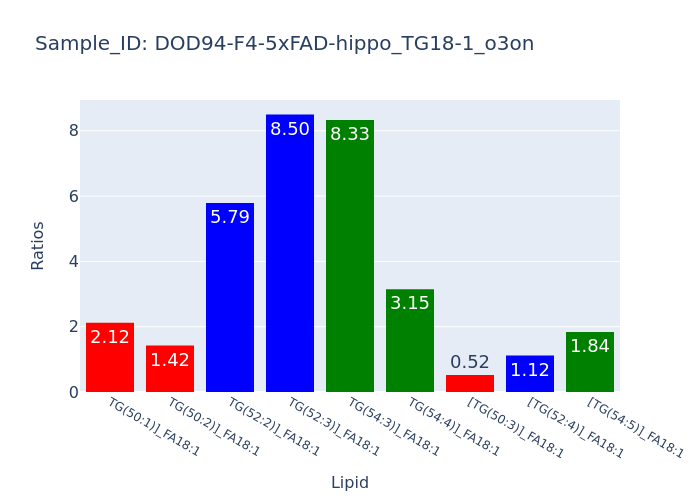 Sample_ID: DOD94-F4-5xFAD-hippo_TG18-1_o3on
Ratios
8
6
4
2
0
2.12
1.42
5.79
8.50
8.33
3.15
0.52
1.12
1.84
TG(50:1)]_FA18:1
TG(50:2)]_FA18:1
TG(52:2)]_FA18:1
TG(52:3)]_FA18:1
TG(54:3)]_FA18:1
TG(54:4)]_FA18:1
[TG(50:3)]_FA18:1
[TG(52:4)]_FA18:1
[TG(54:5)]_FA18:1
Lipid